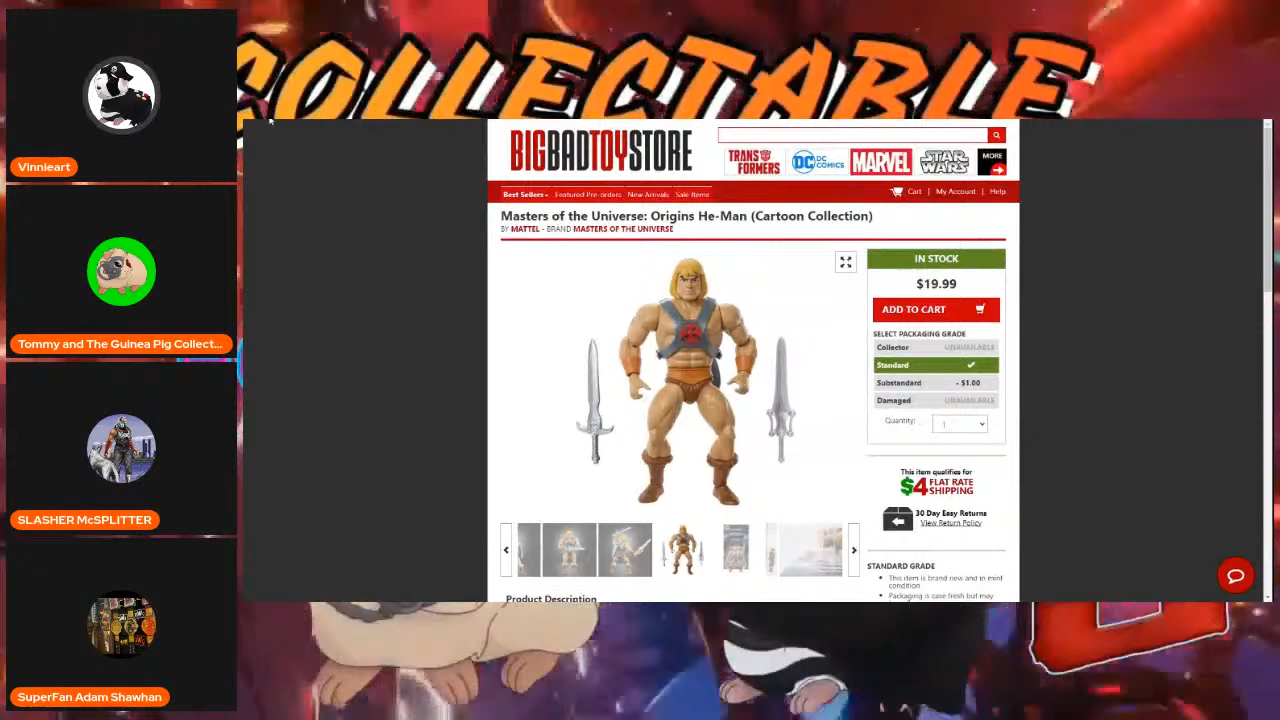 COLLECTABLE
Vinnieart
Tommy and The Guinea Pig Collect...
SLASHER McSPLITTER
SuperFan Adam Shawhan
BIGBADTOYSTORE
TRANSFORMERS
DC COMICS
MARVEL
STAR WARS
MORE
Best Sellers
Featured Pre-orders
New Arrivals
Sale Items
Cart | My Account | Help
Masters of the Universe: Origins He-Man (Cartoon Collection)
BY MATTEL - BRAND MASTERS OF THE UNIVERSE
IN STOCK
$19.99
ADD TO CART
SELECT PACKAGING GRADE
Collector UNAVAILABLE
Standard
Substandard - $1.00
Damaged UNAVAILABLE
Quantity: 1
This item qualifies for
$4 FLAT RATE SHIPPING
30 Day Easy Returns
View Return Policy
STANDARD GRADE
This item is brand new and in mint condition
Packaging is case fresh but may
Product Description